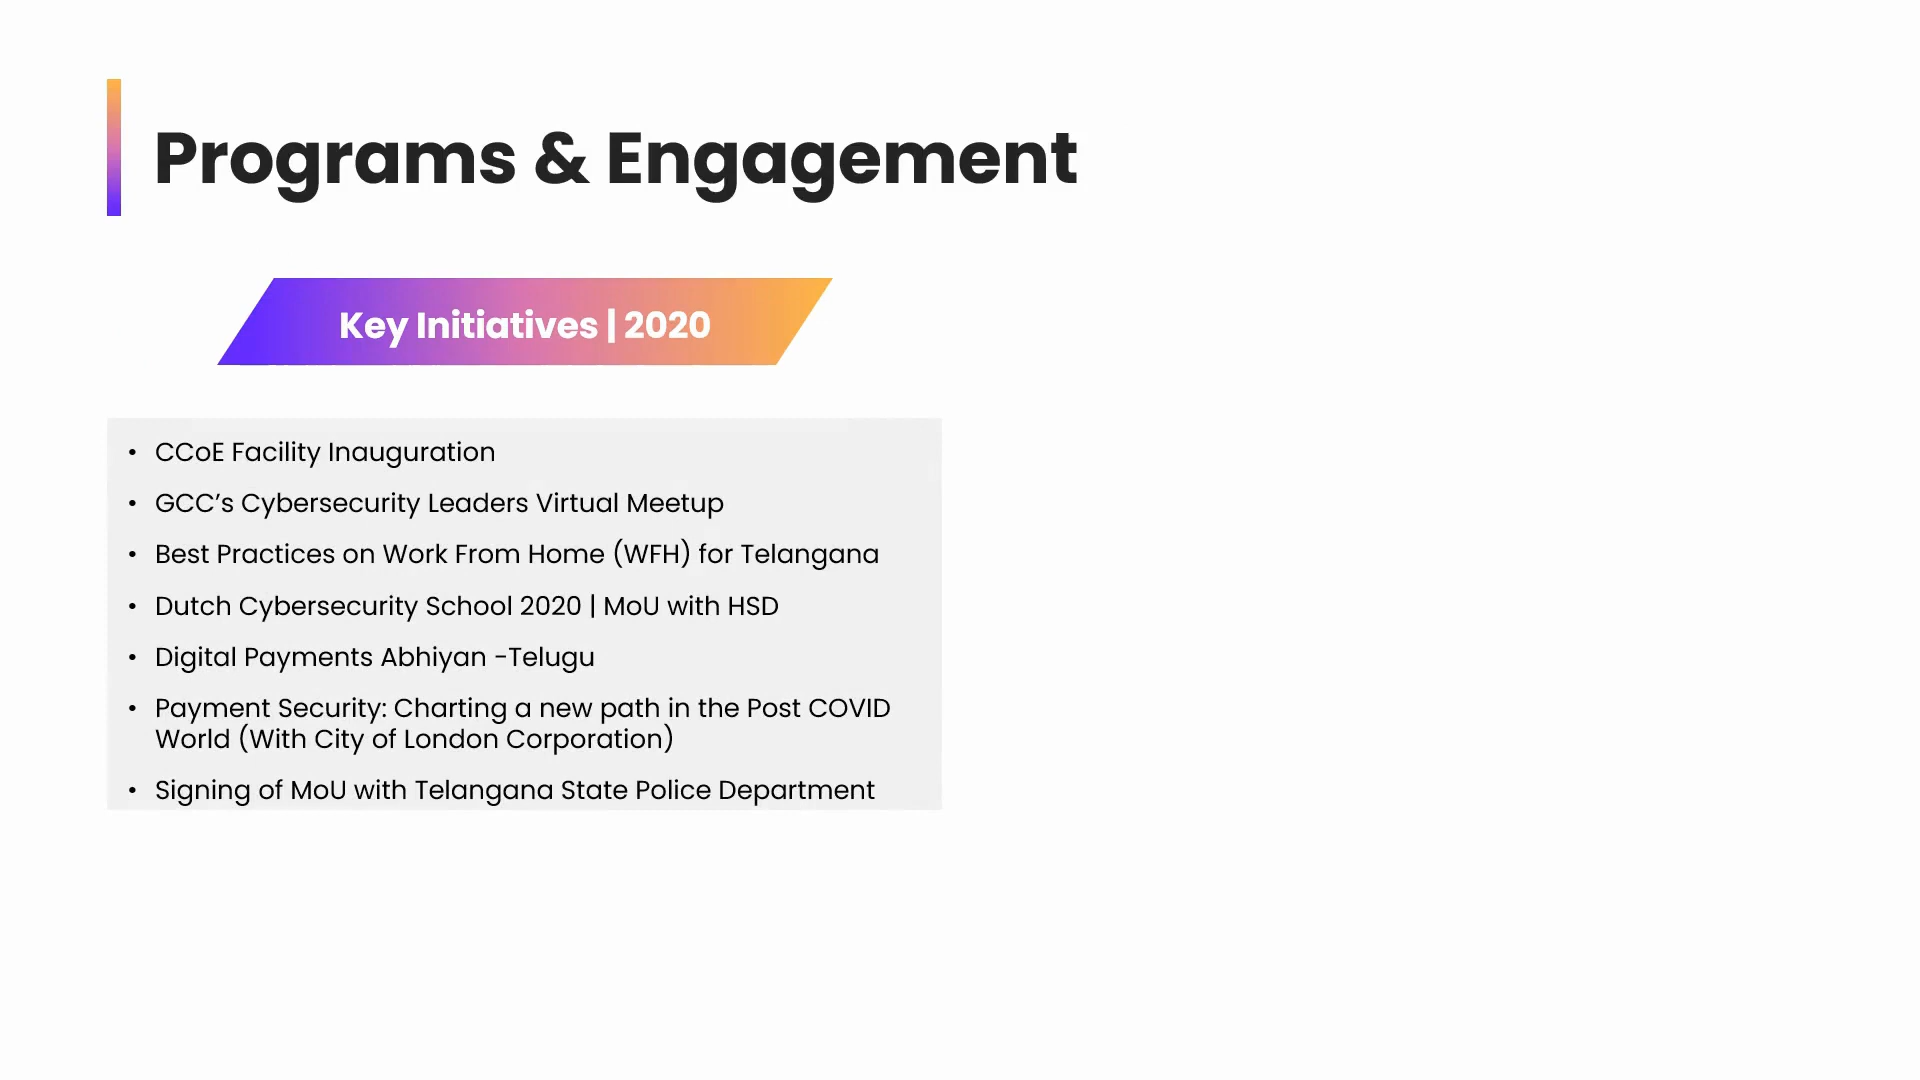 Programs & Engagement
Key Initiatives | 2020
• CCoE Facility Inauguration
• GCC’s Cybersecurity Leaders Virtual Meetup
• Best Practices on Work From Home (WFH) for Telangana
• Dutch Cybersecurity School 2020 | MoU with HSD
• Digital Payments Abhiyan -Telugu
• Payment Security: Charting a new path in the Post COVID
World (With City of London Corporation)
• Signing of MoU with Telangana State Police Department